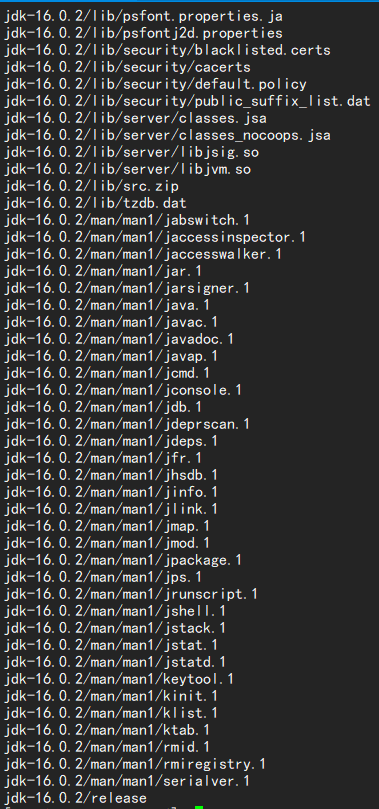 jdk-16.0.2/lib/psfont.properties.ja
jdk-16.0.2/lib/psfontj2d.properties
jdk-16.0.2/lib/security/blacklisted.certs
jdk-16.0.2/lib/security/cacerts
jdk-16.0.2/lib/security/default.policy
jdk-16.0.2/lib/security/public_suffix_list.dat
jdk-16.0.2/lib/server/classes.jsa
jdk-16.0.2/lib/server/classes_nocoops.jsa
jdk-16.0.2/lib/server/libjsig.so
jdk-16.0.2/lib/server/libjvm.so
jdk-16.0.2/lib/src.zip
jdk-16.0.2/lib/tzdb.dat
jdk-16.0.2/man/man1/jabswitch.1
jdk-16.0.2/man/man1/jaccessinspector.1
jdk-16.0.2/man/man1/jaccesswalker.1
jdk-16.0.2/man/man1/jar.1
jdk-16.0.2/man/man1/jarsigner.1
jdk-16.0.2/man/man1/java.1
jdk-16.0.2/man/man1/javac.1
jdk-16.0.2/man/man1/javadoc.1
jdk-16.0.2/man/man1/javap.1
jdk-16.0.2/man/man1/jcmd.1
jdk-16.0.2/man/man1/jconsole.1
jdk-16.0.2/man/man1/jdb.1
jdk-16.0.2/man/man1/jdeprscan.1
jdk-16.0.2/man/man1/jdeps.1
jdk-16.0.2/man/man1/jfr.1
jdk-16.0.2/man/man1/jhsdb.1
jdk-16.0.2/man/man1/jinfo.1
jdk-16.0.2/man/man1/jlink.1
jdk-16.0.2/man/man1/jmap.1
jdk-16.0.2/man/man1/jmod.1
jdk-16.0.2/man/man1/jpackage.1
jdk-16.0.2/man/man1/jps.1
jdk-16.0.2/man/man1/jrunscript.1
jdk-16.0.2/man/man1/jshell.1
jdk-16.0.2/man/man1/jstack.1
jdk-16.0.2/man/man1/jstat.1
jdk-16.0.2/man/man1/jstatd.1
jdk-16.0.2/man/man1/keytool.1
jdk-16.0.2/man/man1/kinit.1
jdk-16.0.2/man/man1/klist.1
jdk-16.0.2/man/man1/ktab.1
jdk-16.0.2/man/man1/rmid.1
jdk-16.0.2/man/man1/rmiregistry.1
jdk-16.0.2/man/man1/serialver.1
jdk-16.0.2/release